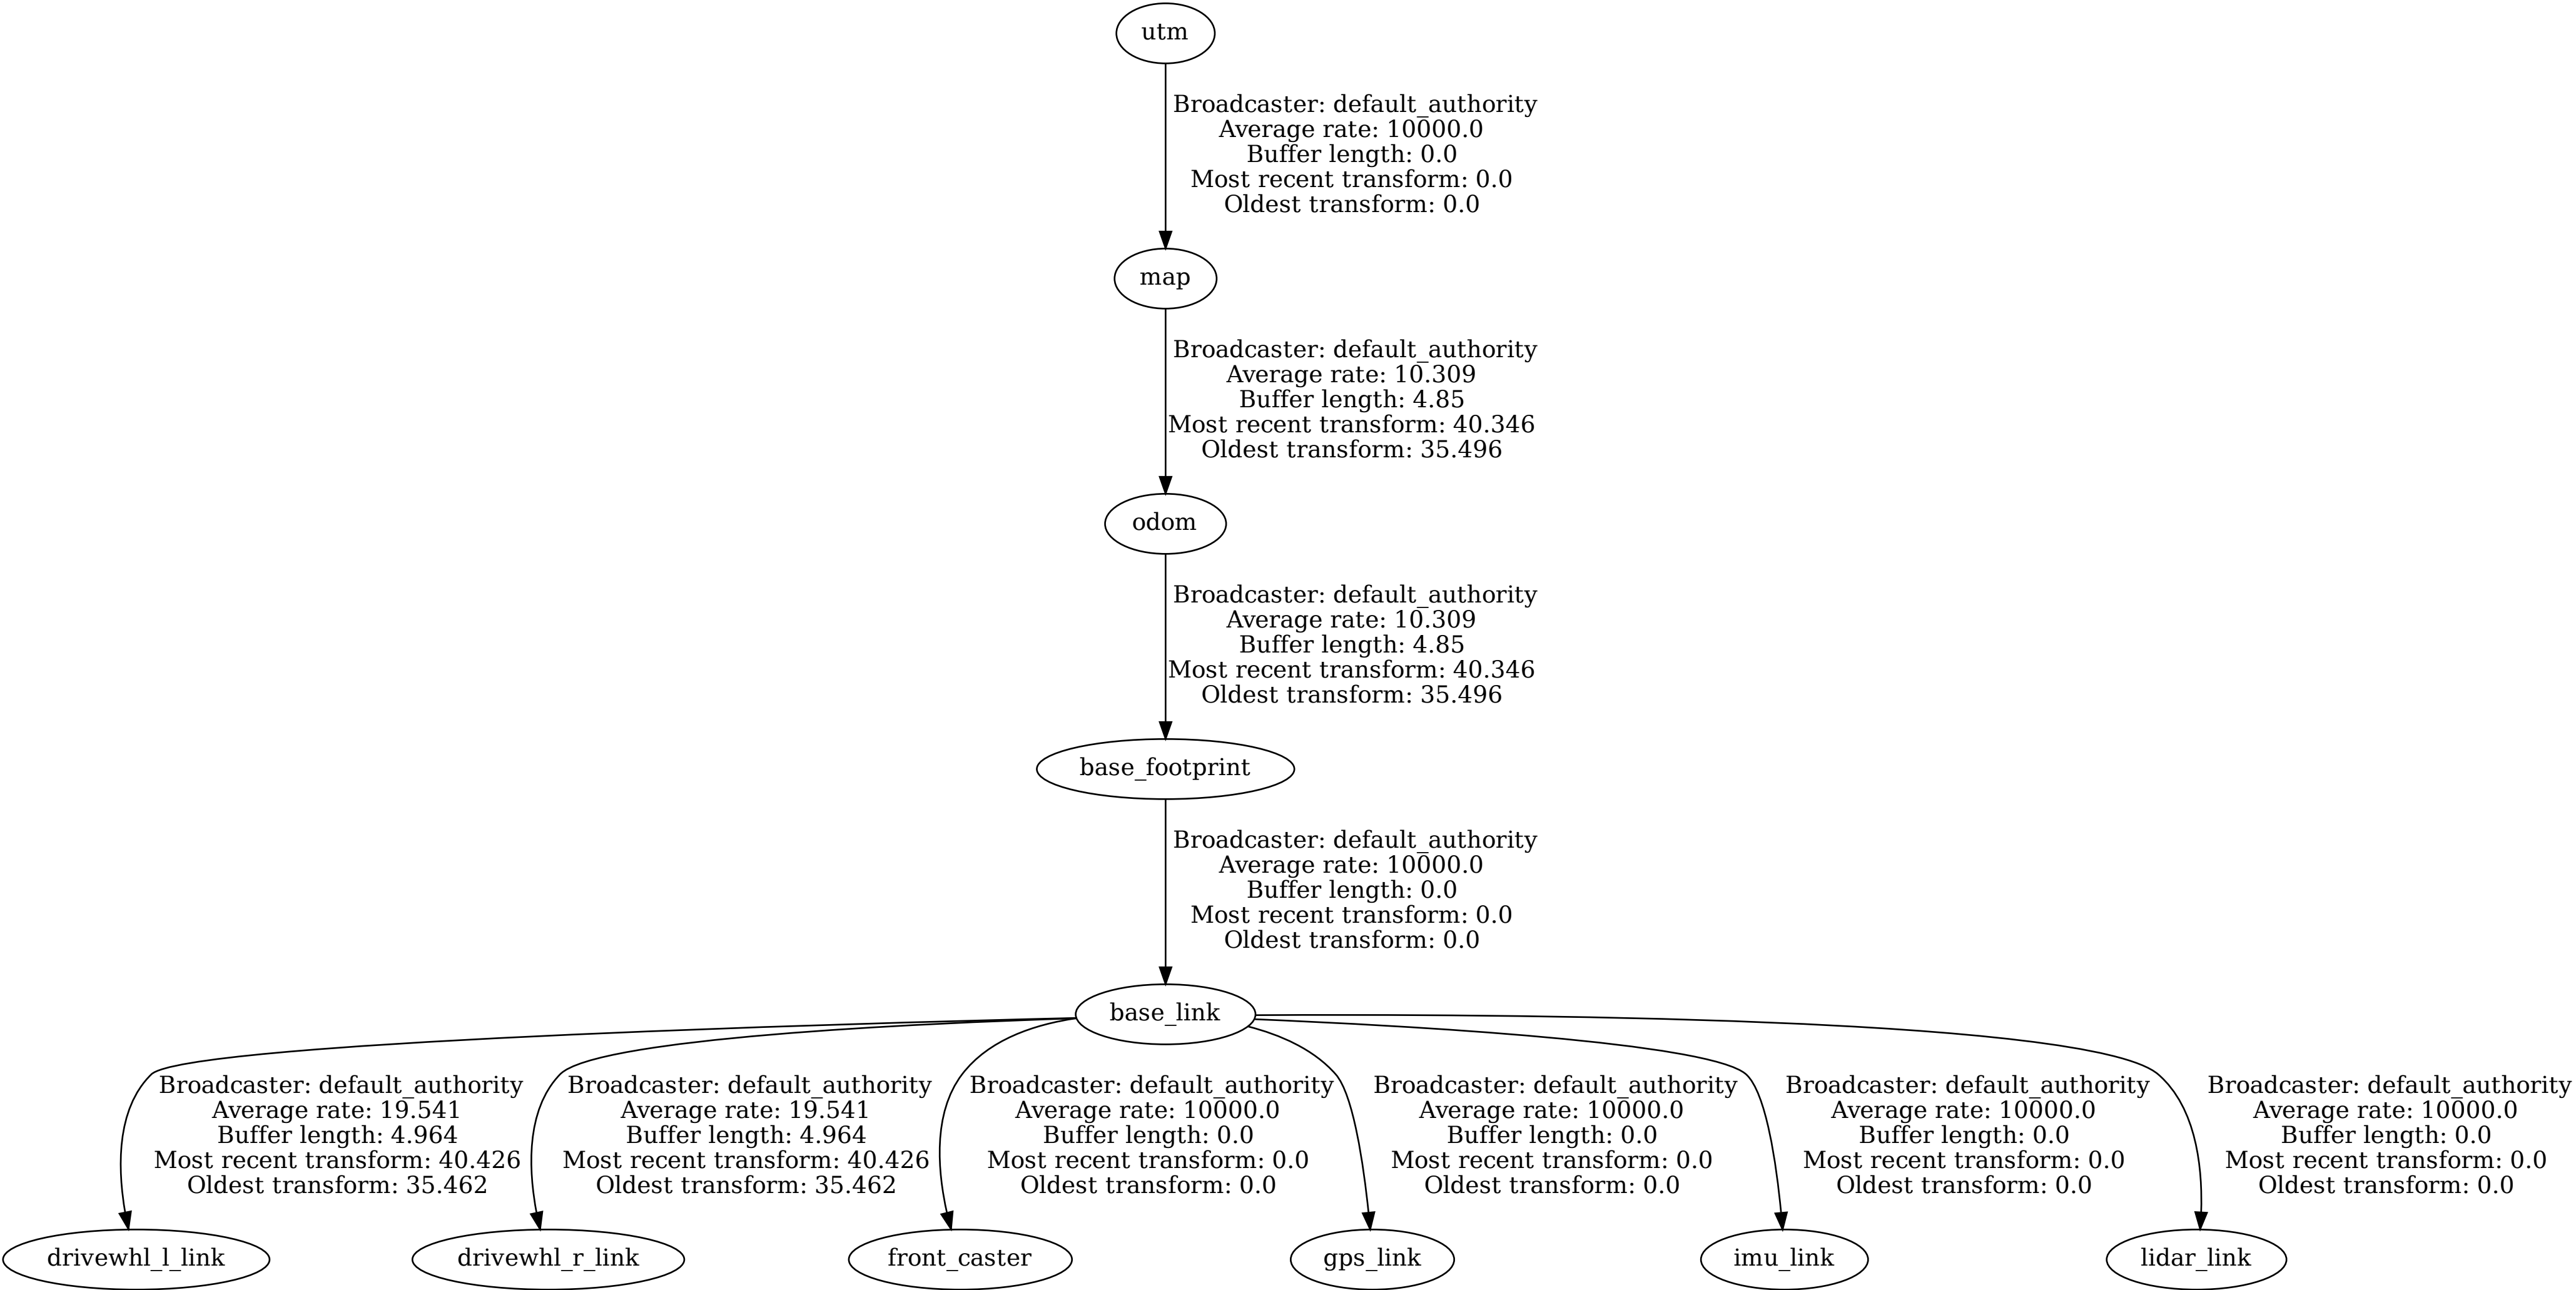 utm
Broadcaster: default_authority
Average rate: 10000.0
Buffer length: 0.0
Most recent transform: 0.0
Oldest transform: 0.0
map
Broadcaster: default_authority
Average rate: 10.309
Buffer length: 4.85
Most recent transform: 40.346
Oldest transform: 35.496
odom
Broadcaster: default_authority
Average rate: 10.309
Buffer length: 4.85
Most recent transform: 40.346
Oldest transform: 35.496
base_footprint
Broadcaster: default_authority
Average rate: 10000.0
Buffer length: 0.0
Most recent transform: 0.0
Oldest transform: 0.0
base_link
Broadcaster: default_authority
Average rate: 19.541
Buffer length: 4.964
Most recent transform: 40.426
Oldest transform: 35.462
Broadcaster: default_authority
Average rate: 19.541
Buffer length: 4.964
Most recent transform: 40.426
Oldest transform: 35.462
Broadcaster: default_authority
Average rate: 10000.0
Buffer length: 0.0
Most recent transform: 0.0
Oldest transform: 0.0
Broadcaster: default_authority
Average rate: 10000.0
Buffer length: 0.0
Most recent transform: 0.0
Oldest transform: 0.0
Broadcaster: default_authority
Average rate: 10000.0
Buffer length: 0.0
Most recent transform: 0.0
Oldest transform: 0.0
Broadcaster: default_authority
Average rate: 10000.0
Buffer length: 0.0
Most recent transform: 0.0
Oldest transform: 0.0
drivewhl_l_link
drivewhl_r_link
front_caster
gps_link
imu_link
lidar_link